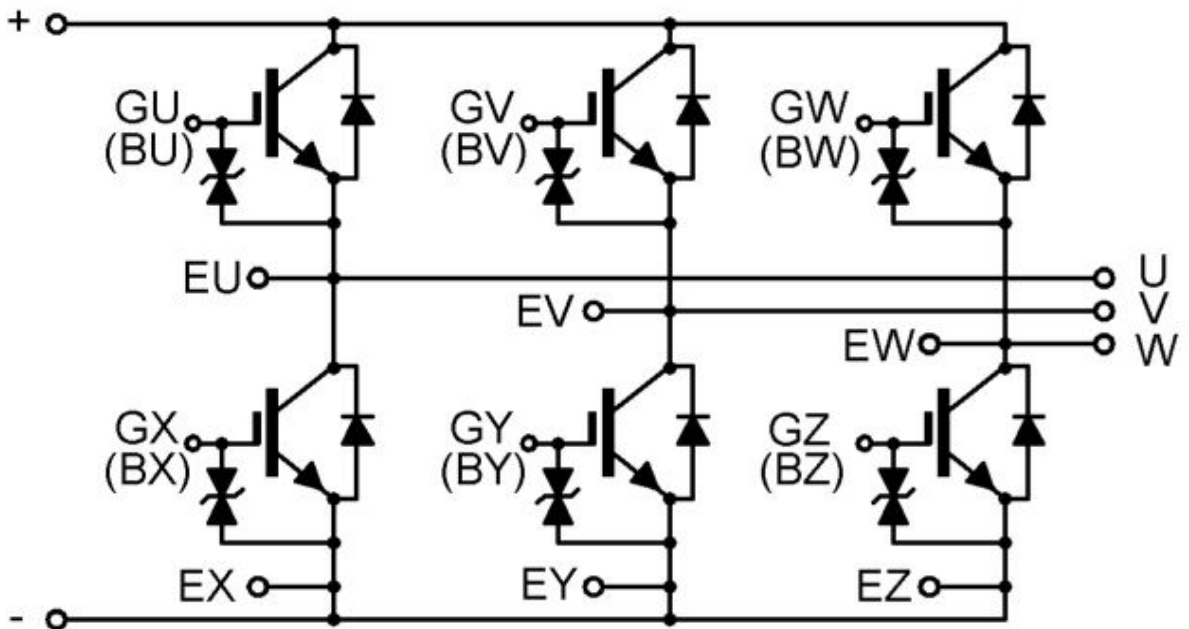 +
GU
(BU)
GV
(BV)
GW
(BW)
EU
U
EV
V
EW
W
GX
(BX)
GY
(BY)
GZ
(BZ)
EX
EY
EZ
-